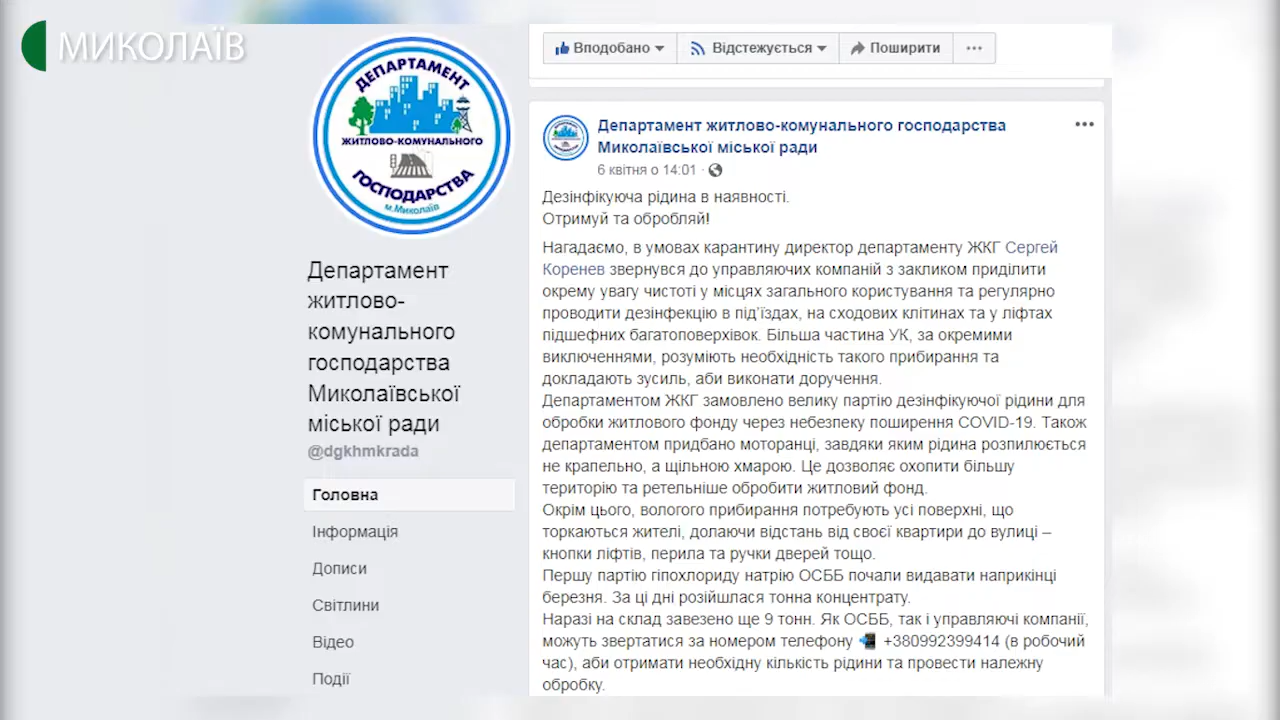 МИКОЛАЇВ
ДЕПАРТАМЕНТ
ЖИТЛОВО-КОМУНАЛЬНОГО
ГОСПОДАРСТВА
м.Миколаїв
Департамент
житлово-
комунального
господарства
Миколаївської
міської ради
@dgkhmkrada
Головна
Інформація
Дописи
Світлини
Відео
Події
Вподобано
Відстежується
Поширити
Департамент житлово-комунального господарства
Миколаївської міської ради
6 квітня о 14:01 ·
Дезінфікуюча рідина в наявності.
Отримуй та обробляй!
Нагадаємо, в умовах карантину директор департаменту ЖКГ Сергей
Коренев звернувся до управляючих компаній з закликом приділити
окрему увагу чистоті у місцях загального користування та регулярно
проводити дезінфекцію в під’їздах, на сходових клітинах та у ліфтах
підшефних багатоповерхівок. Більша частина УК, за окремими
виключеннями, розуміють необхідність такого прибирання та
докладають зусиль, аби виконати доручення.
Департаментом ЖКГ замовлено велику партію дезінфікуючої рідини для
обробки житлового фонду через небезпеку поширення COVID-19. Також
департаментом придбано моторанці, завдяки яким рідина розпилюється
не крапельно, а щільною хмарою. Це дозволяє охопити більшу
територію та ретельніше обробити житловий фонд.
Окрім цього, вологого прибирання потребують усі поверхні, що
торкаються жителі, долаючи відстань від своєї квартири до вулиці –
кнопки ліфтів, перила та ручки дверей тощо.
Першу партію гіпохлориду натрію ОСББ почали видавати наприкінці
березня. За ці дні розійшлася тонна концентрату.
Наразі на склад завезено ще 9 тонн. Як ОСББ, так і управляючі компанії,
можуть звертатися за номером телефону 📲 +380992399414 (в робочий
час), аби отримати необхідну кількість рідини та провести належну
обробку.